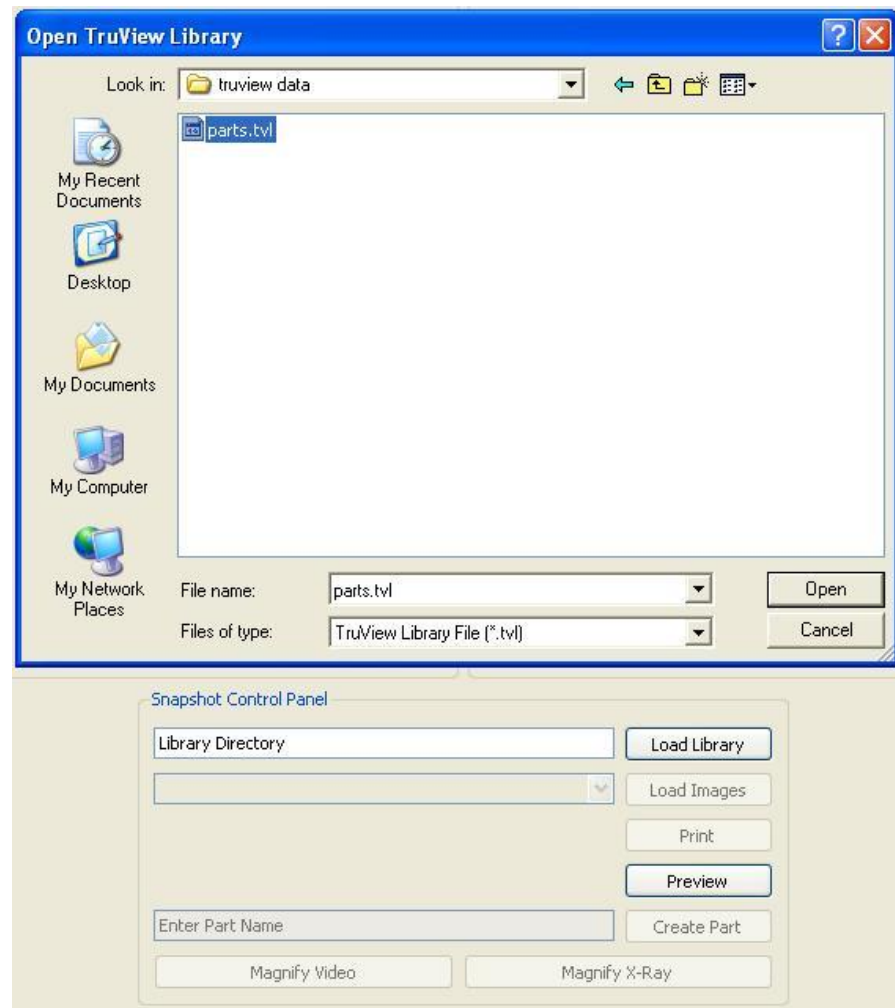 Open TruView Library
Look in: truview data
parts.tvl
My Recent
Documents
Desktop
My Documents
My Computer
My Network
Places
File name: parts.tvl Open
Files of type: TruView Library File (*.tvl) Cancel
Snapshot Control Panel
Library Directory Load Library
Load Images
Print
Preview
Enter Part Name Create Part
Magnify Video Magnify X-Ray